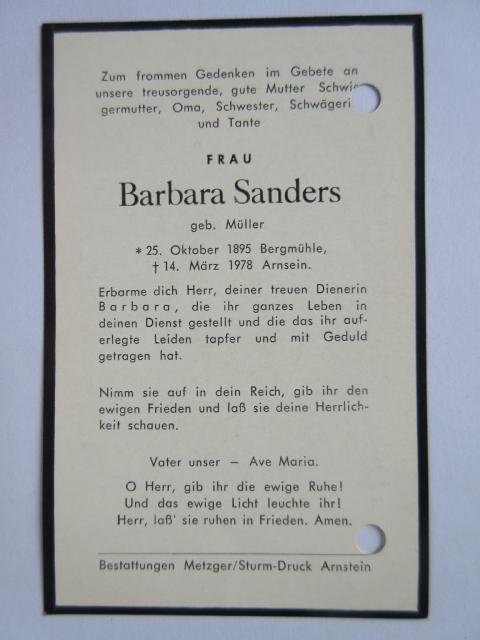 Zum frommen Gedenken im Gebete an
unsere treusorgende, gute Mutter Schwie-
germutter, Oma, Schwester, Schwägeri
und Tante
FRAU
Barbara Sanders
geb. Müller
* 25. Oktober 1895 Bergmühle,
† 14. März 1978 Arnsein.
Erbarme dich Herr, deiner treuen Dienerin
Barbara, die ihr ganzes Leben in
deinen Dienst gestellt und die das ihr auf-
erlegte Leiden tapfer und mit Geduld
getragen hat.
Nimm sie auf in dein Reich, gib ihr den
ewigen Frieden und laß sie deine Herrlich-
keit schauen.
Vater unser – Ave Maria.
O Herr, gib ihr die ewige Ruhe!
Und das ewige Licht leuchte ihr!
Herr, laß' sie ruhen in Frieden. Amen.
Bestattungen Metzger/Sturm-Druck Arnstein